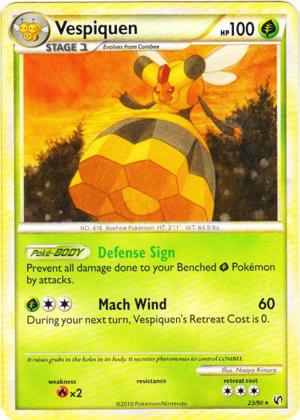 Vespiquen HP 100
STAGE 1 Evolves from Combee
NO. 416 Beehive Pokémon HT: 3'11" WT: 84.9 lbs.
Poké-BODY Defense Sign
Prevent all damage done to your Benched Pokémon
by attacks.
Mach Wind 60
During your next turn, Vespiquen's Retreat Cost is 0.
It raises grubs in the holes in its body. It secretes pheromones to control COMBEE.
Illus. Naoyo Kimura
weakness resistance retreat cost
×2
©2010 Pokémon/Nintendo 23/90 ★